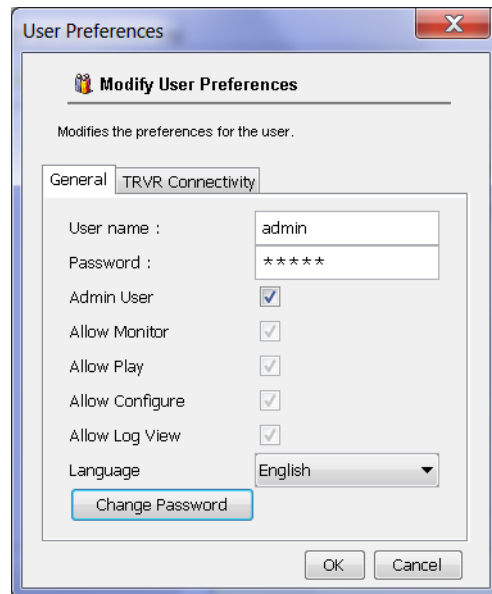 User Preferences
Modify User Preferences
Modifies the preferences for the user.
General TRVR Connectivity
User name : admin
Password : *****
Admin User
Allow Monitor
Allow Play
Allow Configure
Allow Log View
Language English
Change Password
OK Cancel